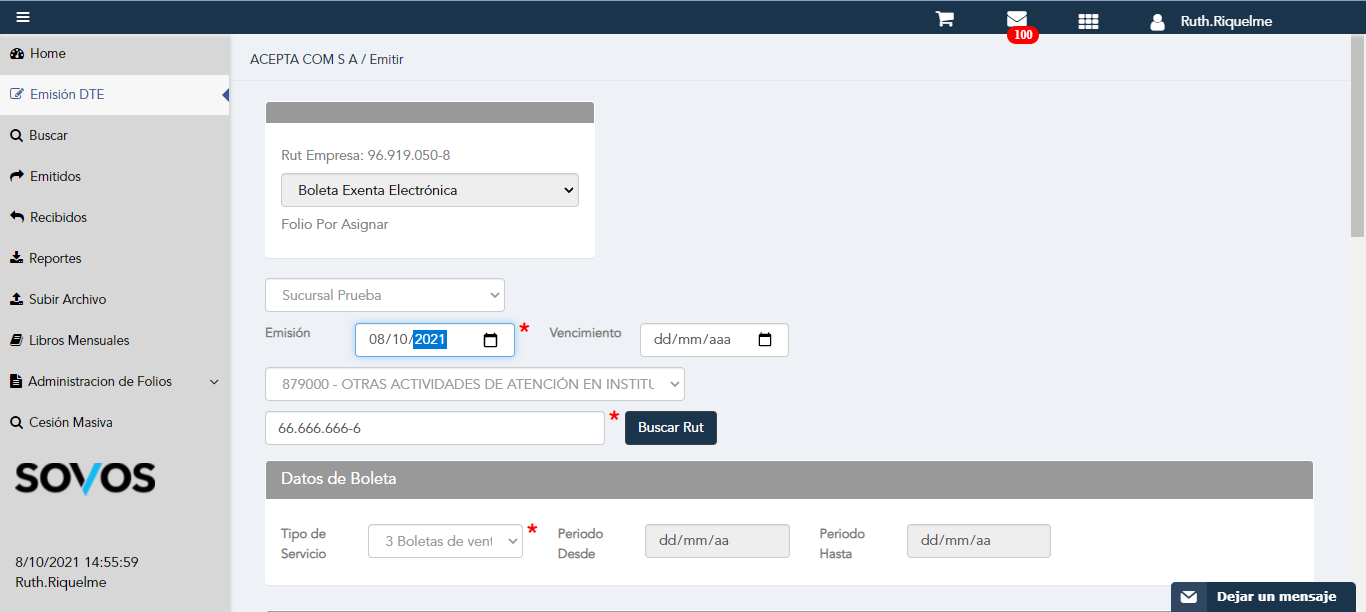 Ruth.Riquelme
100
Home
Emisión DTE
Buscar
Emitidos
Recibidos
Reportes
Subir Archivo
Libros Mensuales
Administracion de Folios
Cesión Masiva
SOVOS
8/10/2021 14:55:59
Ruth.Riquelme
ACEPTA COM S A / Emitir
Rut Empresa: 96.919.050-8
Boleta Exenta Electrónica
Folio Por Asignar
Sucursal Prueba
Emisión 08/10/2021 * Vencimiento dd/mm/aaa
879000 - OTRAS ACTIVIDADES DE ATENCIÓN EN INSTITU
66.666.666-6 * Buscar Rut
Datos de Boleta
Tipo de Servicio 3 Boletas de vent * Periodo Desde dd/mm/aa Periodo Hasta dd/mm/aa
Dejar un mensaje